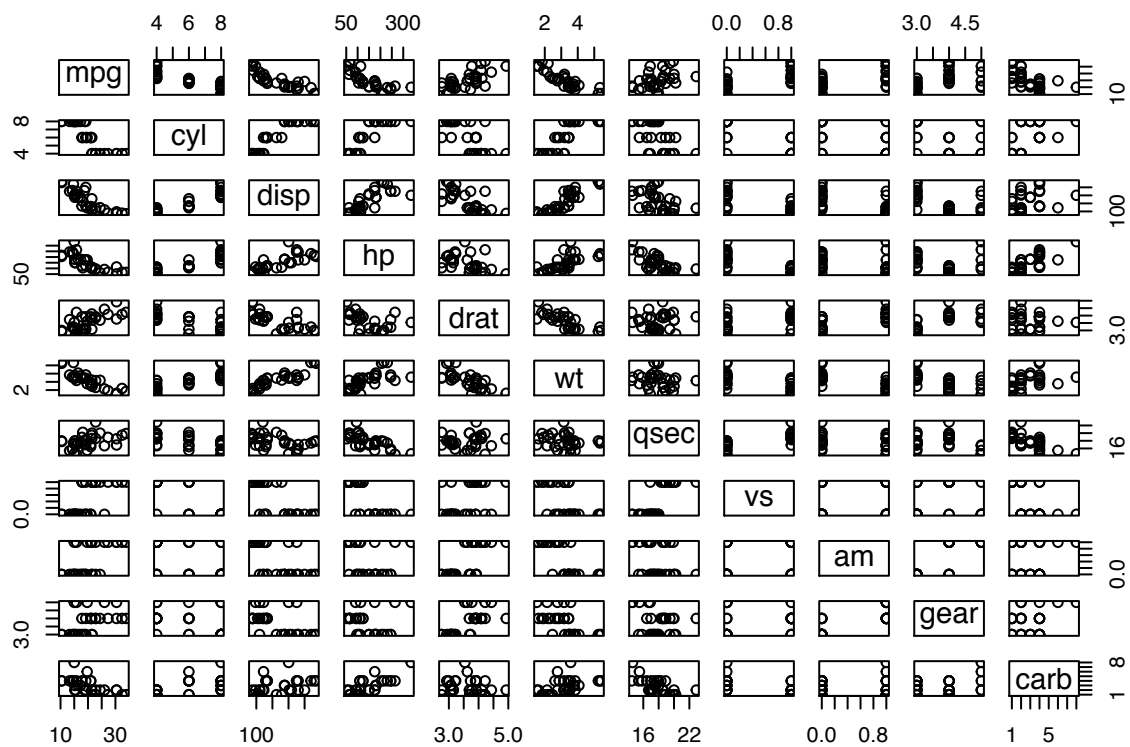 4 6 8 50 300 2 4 0.0 1.0 3.0 4.5
mpg 10
8 4 cyl
disp 100
50 hp
drat 3.0
2 wt
qsec 16
0.0 vs
am 0.0
3.0 gear
carb 8 1
10 30 100 3.0 5.0 16 22 0.0 0.8 1 5